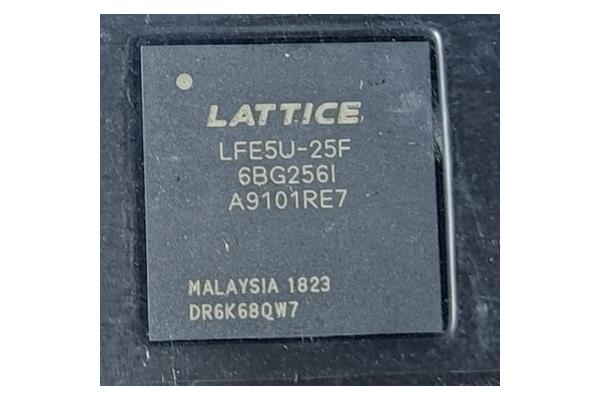 LATTICE
LFE5U-25F
6BG256I
A9101RE7
MALAYSIA 1823
DR6K68QW7